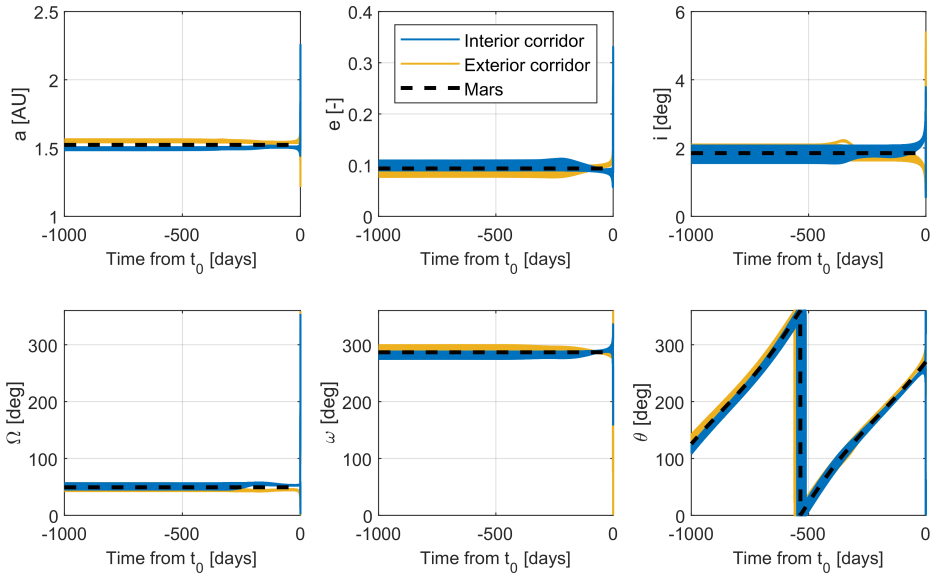 2.5
2
1.5
1
a [AU]
-1000 -500 0
Time from t0 [days]
0.4
0.3
0.2
0.1
0
e [-]
Interior corridor
Exterior corridor
Mars
-1000 -500 0
Time from t0 [days]
6
4
2
0
i [deg]
-1000 -500 0
Time from t0 [days]
300
200
100
0
Ω [deg]
-1000 -500 0
Time from t0 [days]
300
200
100
0
ω [deg]
-1000 -500 0
Time from t0 [days]
300
200
100
0
θ [deg]
-1000 -500 0
Time from t0 [days]